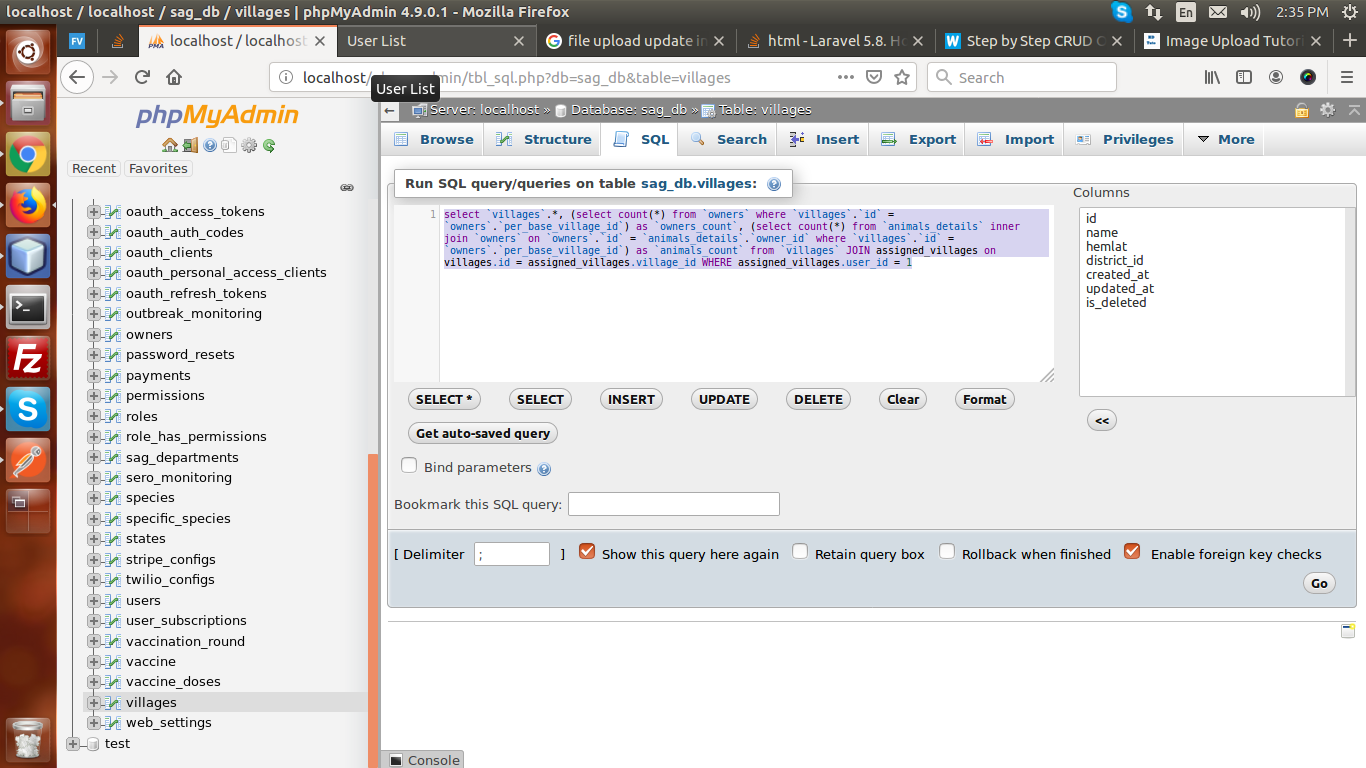 localhost / localhost / sag_db / villages | phpMyAdmin 4.9.0.1 - Mozilla Firefox
En
2:35 PM
FV
PMA
localhost / localhost
User List
file upload update in
html - Laravel 5.8. Ho
Step by Step CRUD O
Image Upload Tutori
localhost/
min/tbl_sql.php?db=sag_db&table=villages
Search
User List
phpMyAdmin
Server: localhost » Database: sag_db » Table: villages
Browse
Structure
SQL
Search
Insert
Export
Import
Privileges
More
Recent
Favorites
Run SQL query/queries on table sag_db.villages:
1
select `villages`.*, (select count(*) from `owners` where `villages`.`id` =
`owners`.`per_base_village_id`) as `owners_count`, (select count(*) from `animals_details` inner
join `owners` on `owners`.`id` = `animals_details`.`owner_id` where `villages`.`id` =
`owners`.`per_base_village_id`) as `animals_count` from `villages` JOIN assigned_villages on
villages.id = assigned_villages.village_id WHERE assigned_villages.user_id = 1
Columns
id
name
hemlat
district_id
created_at
updated_at
is_deleted
oauth_access_tokens
oauth_auth_codes
oauth_clients
oauth_personal_access_clients
oauth_refresh_tokens
outbreak_monitoring
owners
password_resets
payments
permissions
roles
role_has_permissions
sag_departments
sero_monitoring
species
specific_species
states
stripe_configs
twilio_configs
users
user_subscriptions
vaccination_round
vaccine
vaccine_doses
villages
web_settings
test
SELECT *
SELECT
INSERT
UPDATE
DELETE
Clear
Format
<<
Get auto-saved query
Bind parameters
Bookmark this SQL query:
[ Delimiter ; ]
Show this query here again
Retain query box
Rollback when finished
Enable foreign key checks
Go
Console